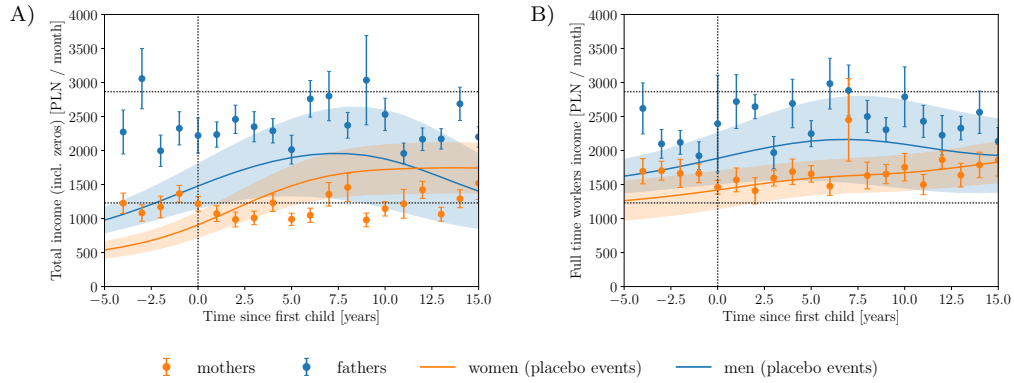 A)
B)
Total income (incl. zeros) [PLN / month]
4000
3500
3000
2500
2000
1500
1000
500
0
−5.0 −2.5 0.0 2.5 5.0 7.5 10.0 12.5 15.0
Time since first child [years]
Full time workers income [PLN / month]
4000
3500
3000
2500
2000
1500
1000
500
0
−5.0 −2.5 0.0 2.5 5.0 7.5 10.0 12.5 15.0
Time since first child [years]
mothers fathers women (placebo events) men (placebo events)